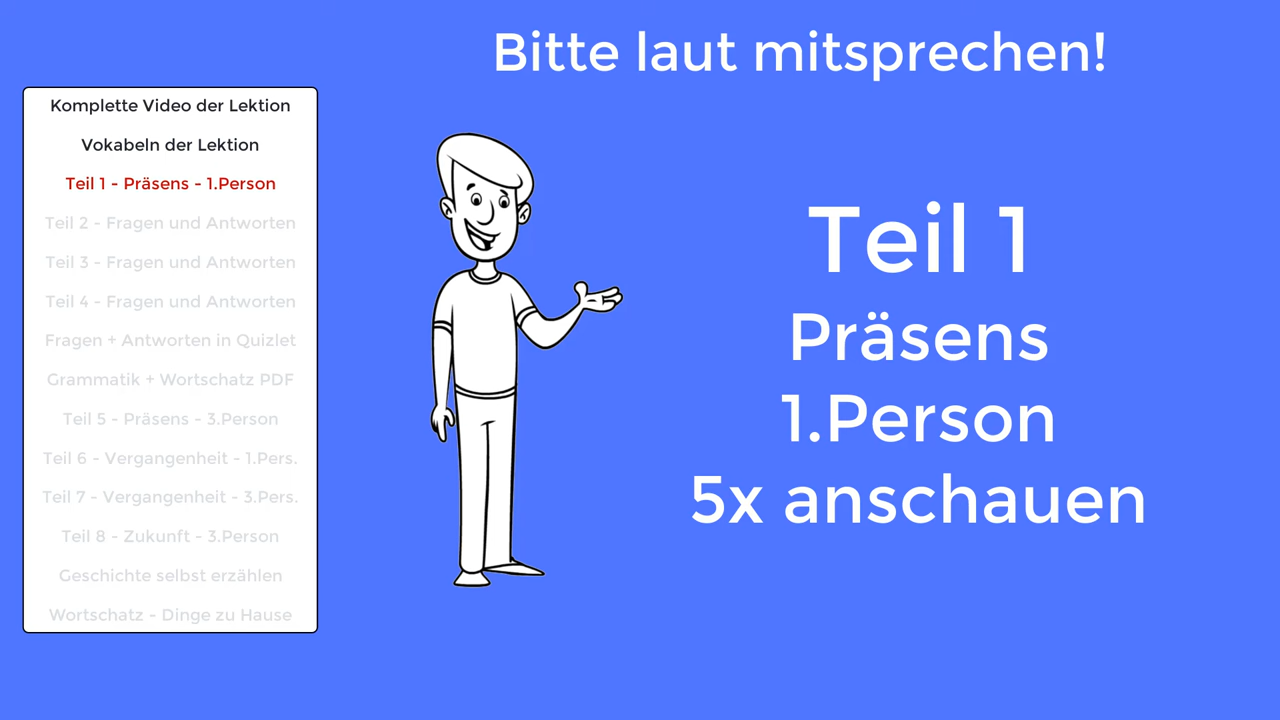 Bitte laut mitsprechen!
Komplette Video der Lektion
Vokabeln der Lektion
Teil 1 - Präsens - 1.Person
Teil 2 - Fragen und Antworten
Teil 3 - Fragen und Antworten
Teil 4 - Fragen und Antworten
Fragen + Antworten in Quizlet
Grammatik + Wortschatz PDF
Teil 5 - Präsens - 3.Person
Teil 6 - Vergangenheit - 1.Pers.
Teil 7 - Vergangenheit - 3.Pers.
Teil 8 - Zukunft - 3.Person
Geschichte selbst erzählen
Wortschatz - Dinge zu Hause
Teil 1
Präsens
1.Person
5x anschauen